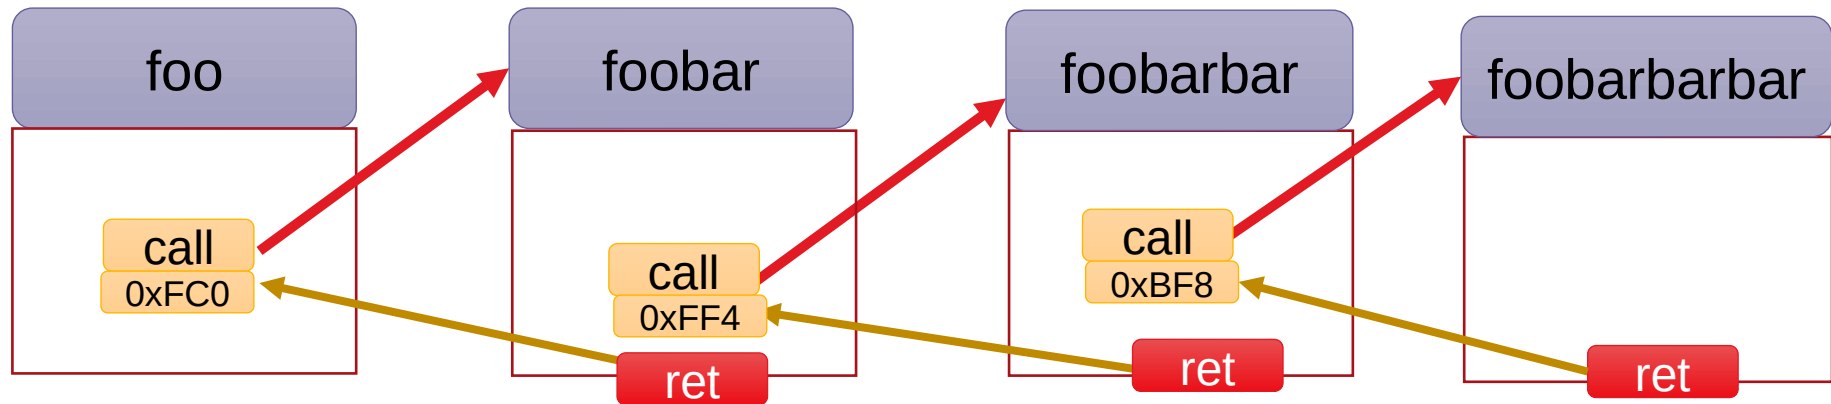 foo
foobar
foobarbar
foobarbarbar
call
0xFC0
call
0xFF4
call
0xBF8
ret
ret
ret